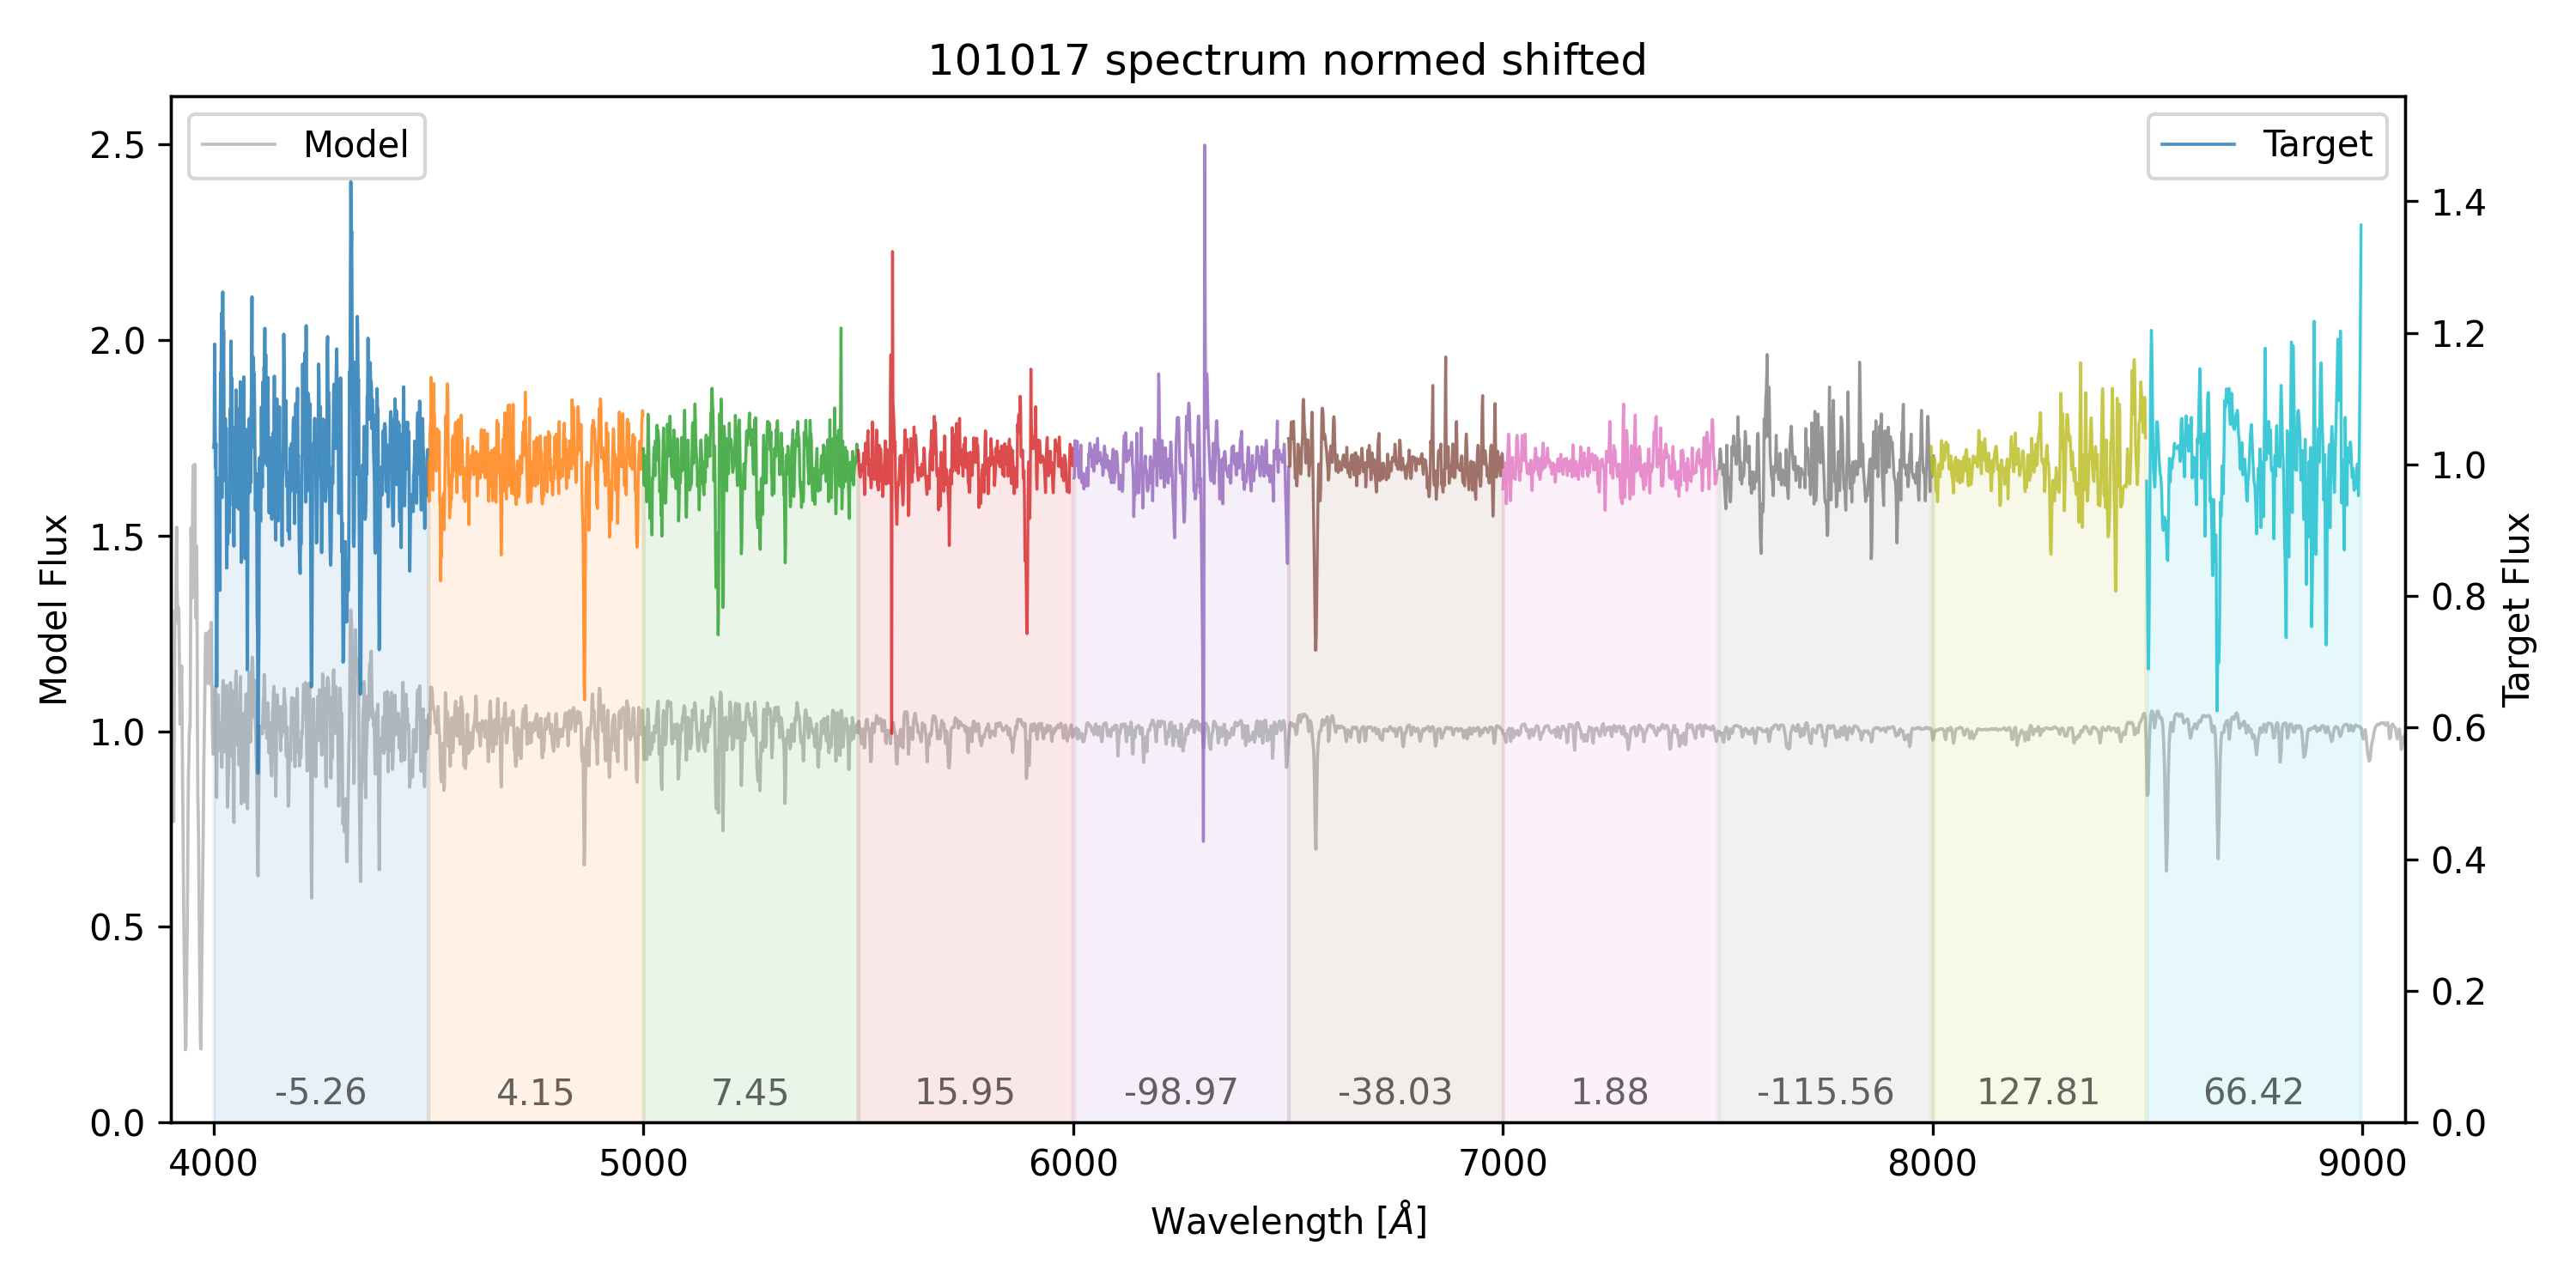 101017 spectrum normed shifted
Model
Target
2.5
2.0
1.5
1.0
0.5
0.0
Model Flux
1.4
1.2
1.0
0.8
0.6
0.4
0.2
0.0
Target Flux
-5.26 4.15 7.45 15.95 -98.97 -38.03 1.88 -115.56 127.81 66.42
4000 5000 6000 7000 8000 9000
Wavelength [Å]